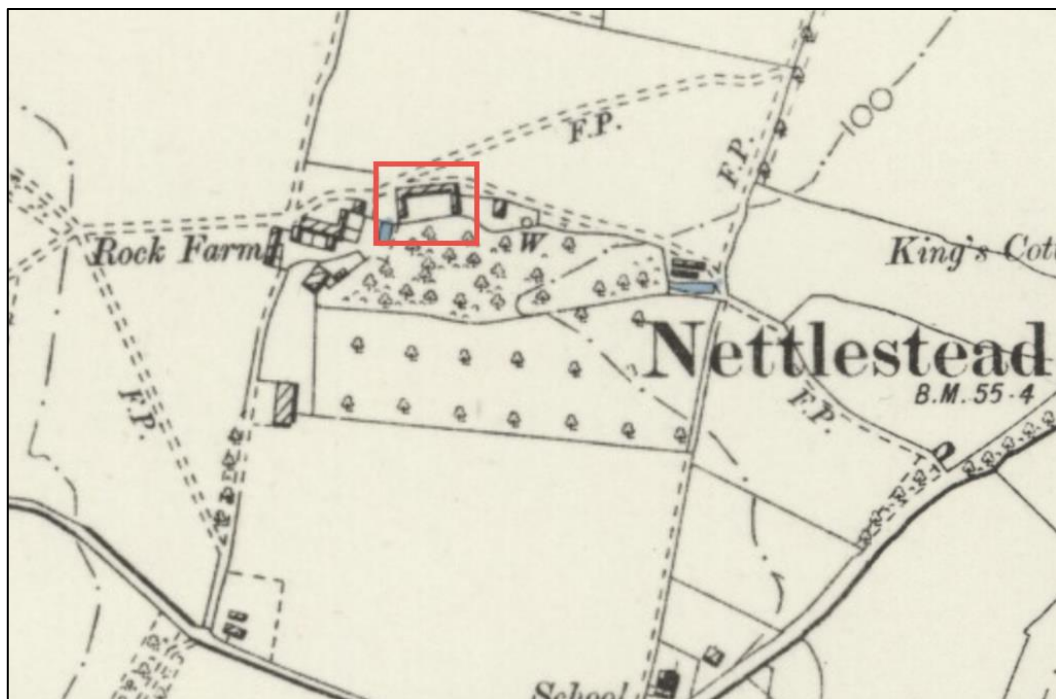 F.P.
100
F.P.
Rock Farm
W
King's Cott
Nettlestead
B.M. 55·4
F.P.
F.P.
School